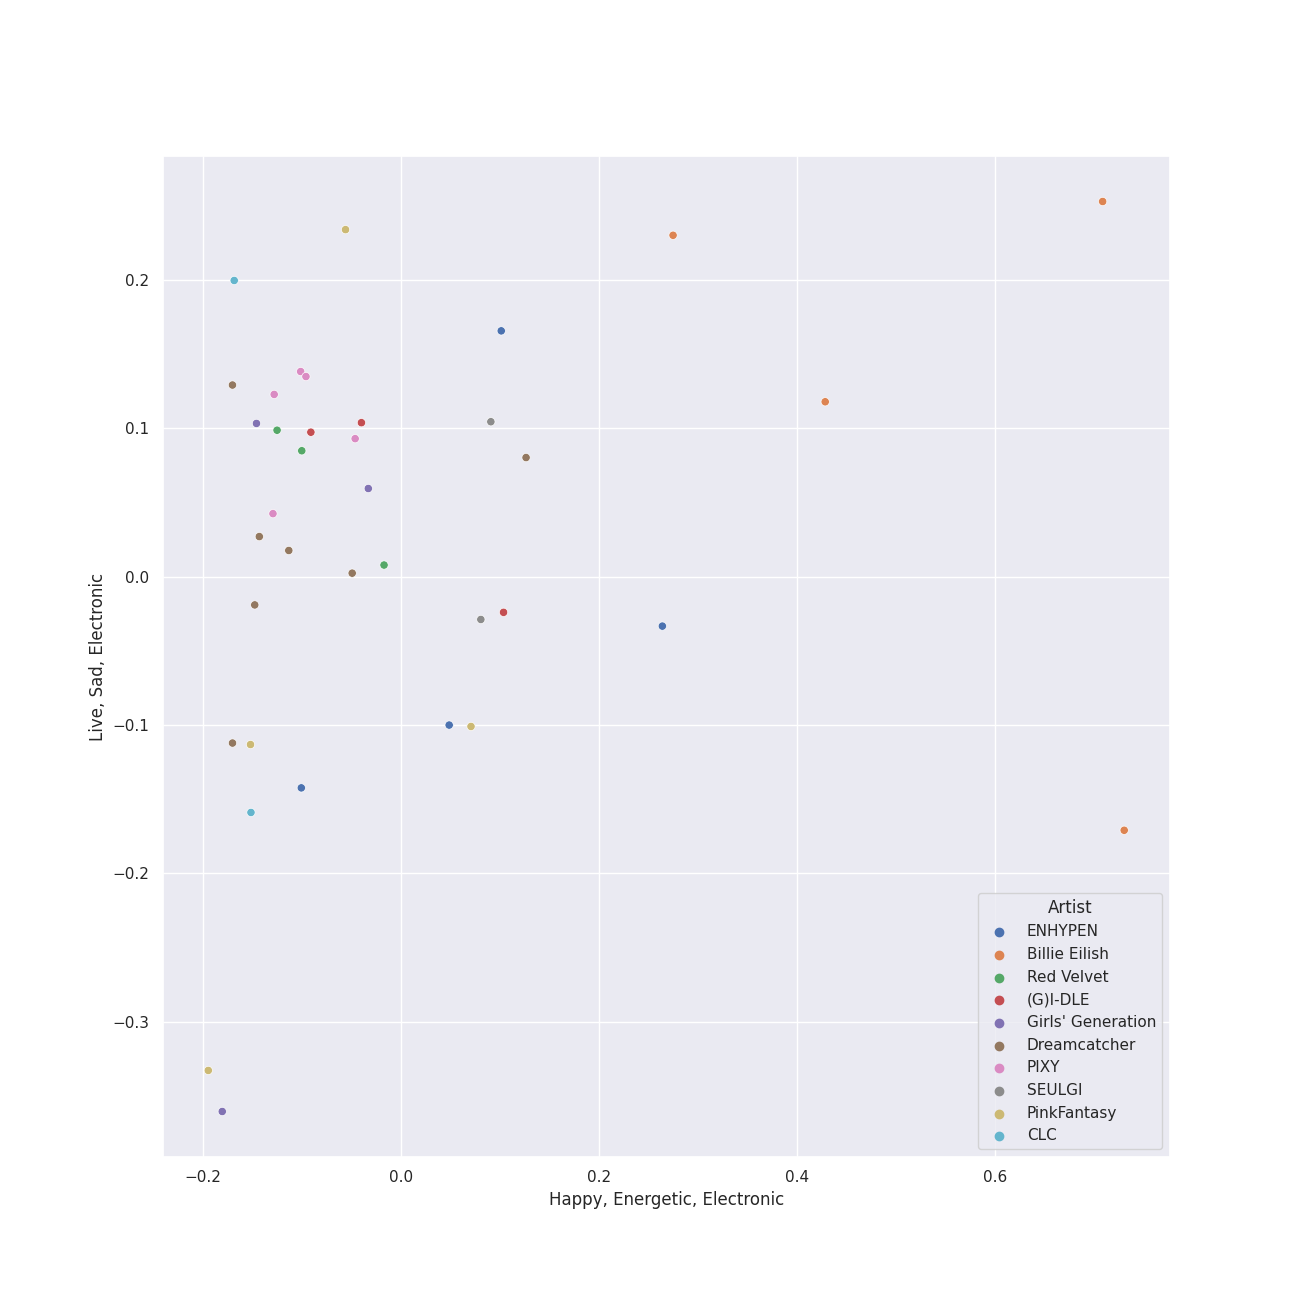 0.2
0.1
0.0
−0.1
−0.2
−0.3
Live, Sad, Electronic
−0.2
0.0
0.2
0.4
0.6
Happy, Energetic, Electronic
Artist
ENHYPEN
Billie Eilish
Red Velvet
(G)I-DLE
Girls' Generation
Dreamcatcher
PIXY
SEULGI
PinkFantasy
CLC